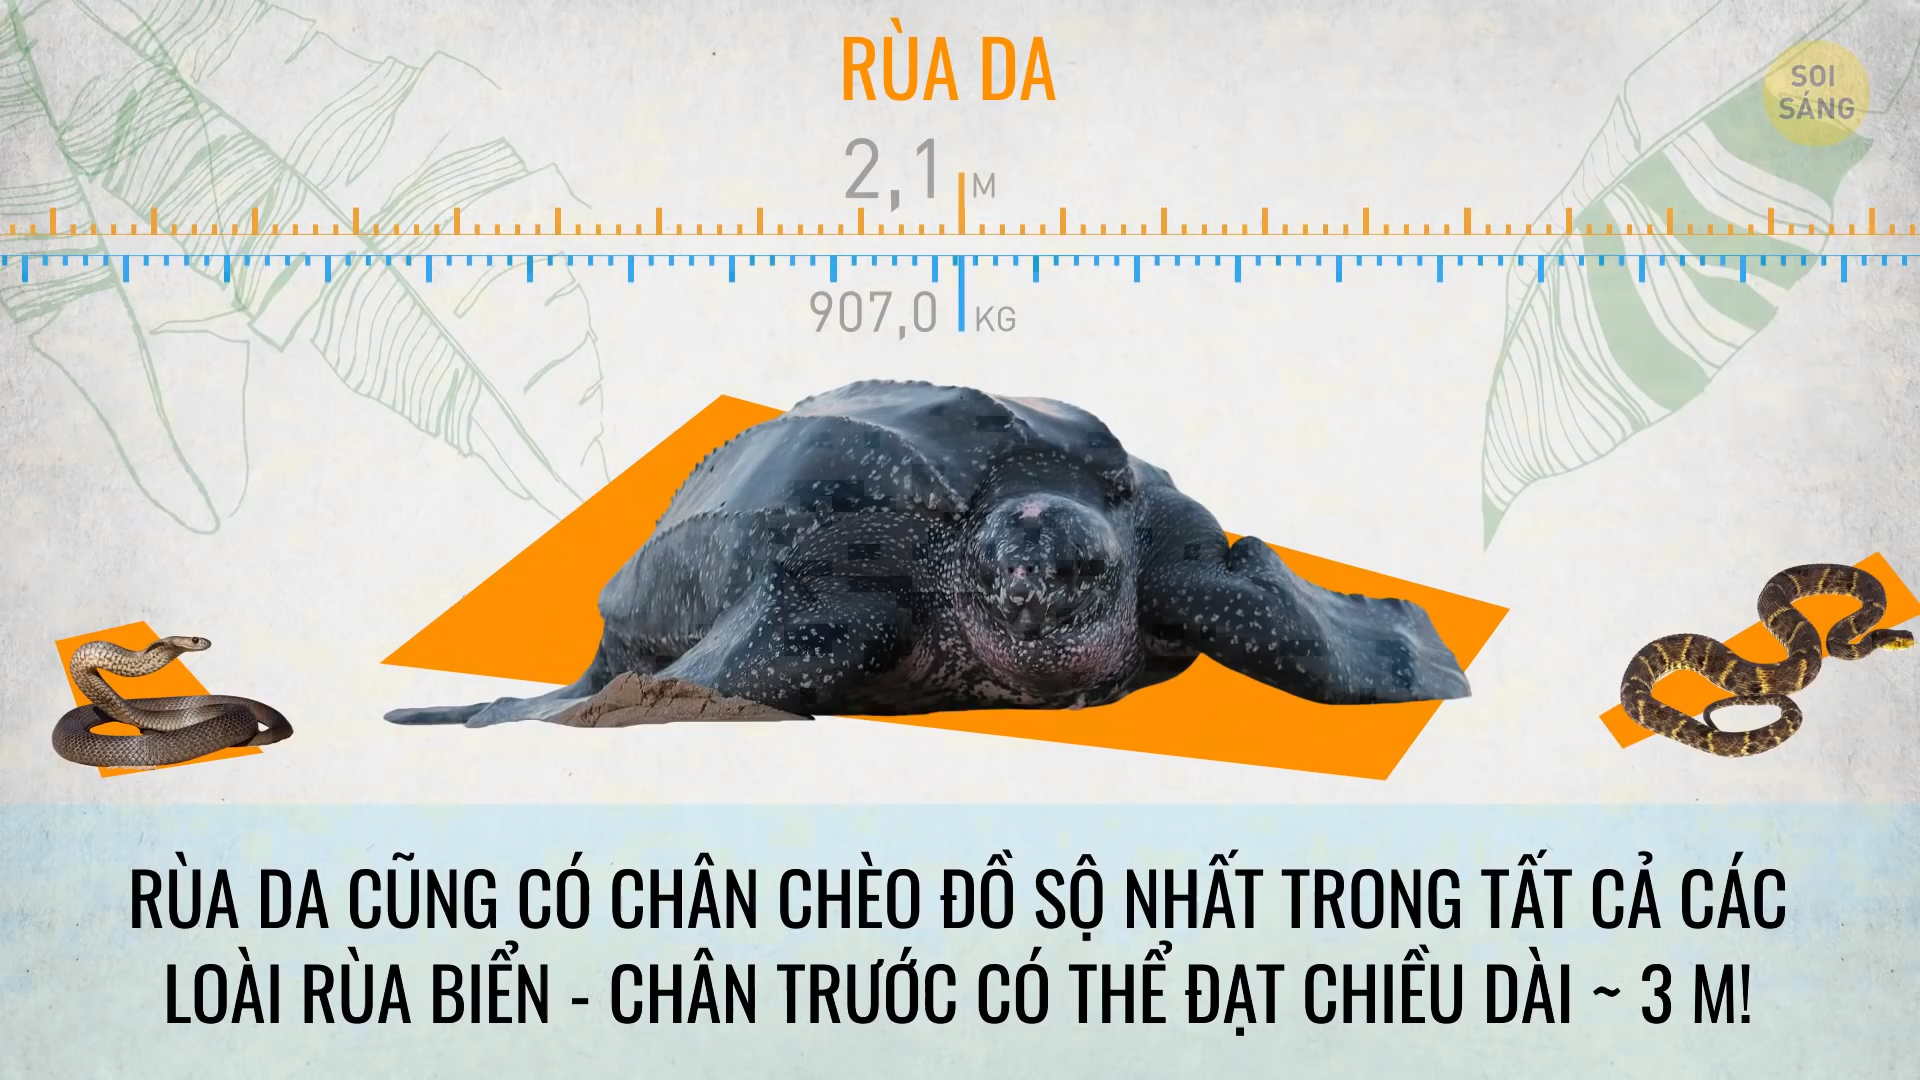 RÙA DA
SOI
SÁNG
2,1 M
907,0 KG
RÙA DA CŨNG CÓ CHÂN CHÈO ĐỒ SỘ NHẤT TRONG TẤT CẢ CÁC
LOÀI RÙA BIỂN - CHÂN TRƯỚC CÓ THỂ ĐẠT CHIỀU DÀI ~ 3 M!